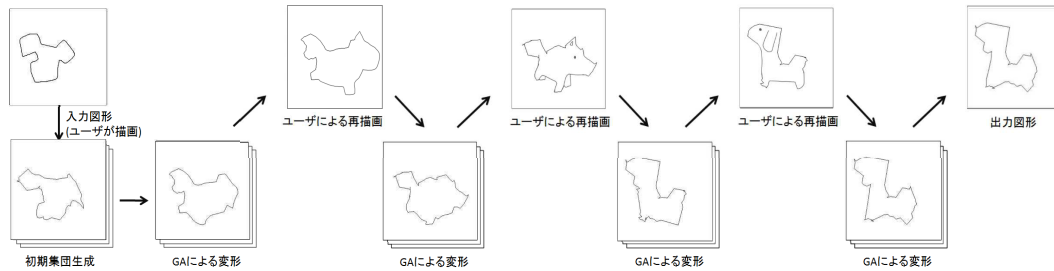 入力図形
(ユーザが描画)
初期集団生成
GAによる変形
ユーザによる再描画
GAによる変形
ユーザによる再描画
GAによる変形
ユーザによる再描画
GAによる変形
出力図形